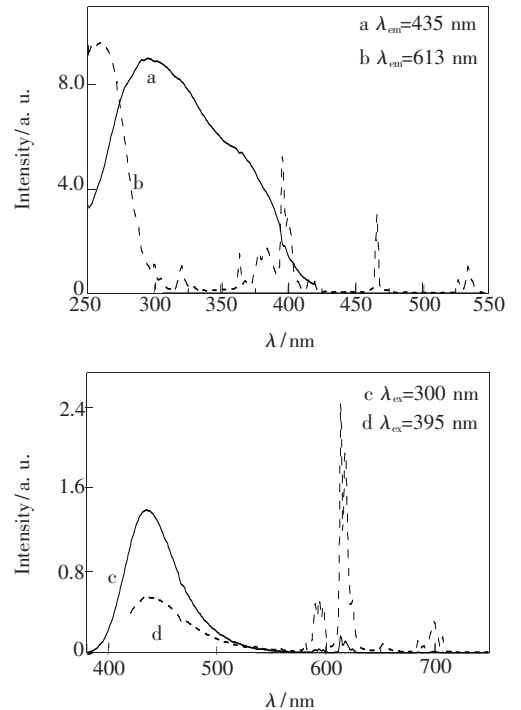 a λem=435 nm
b λem=613 nm
Intensity/a. u.
8.0
4.0
0
a
b
250 300 350 400 450 500 550
λ/nm
c λex=300 nm
d λex=395 nm
Intensity/a. u.
2.4
1.6
0.8
0
c
d
400 500 600 700
λ/nm